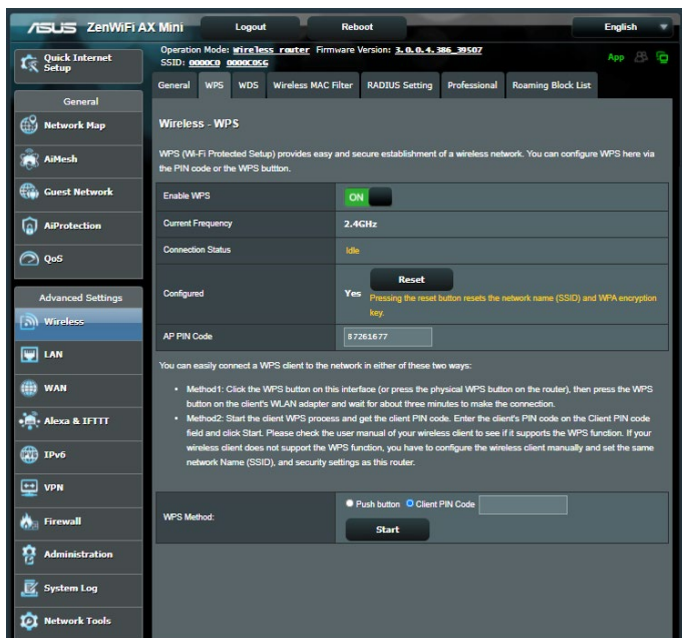 ASUS ZenWiFi AX Mini Logout Reboot English
Operation Mode: Wireless router Firmware Version: 3.0.0.4.386_39507
SSID: 0000C0 0000C05G
App
Quick Internet
Setup
General
Network Map
AiMesh
Guest Network
AiProtection
QoS
Advanced Settings
Wireless
LAN
WAN
Alexa & IFTTT
IPv6
VPN
Firewall
Administration
System Log
Network Tools
General WPS WDS Wireless MAC Filter RADIUS Setting Professional Roaming Block List
Wireless - WPS
WPS (Wi-Fi Protected Setup) provides easy and secure establishment of a wireless network. You can configure WPS here via
the PIN code or the WPS buttton.
Enable WPS ON
Current Frequency 2.4GHz
Connection Status Idle
Configured Yes Reset
Pressing the reset button resets the network name (SSID) and WPA encryption
key.
AP PIN Code 87261677
You can easily connect a WPS client to the network in either of these two ways:
• Method1: Click the WPS button on this interface (or press the physical WPS button on the router), then press the WPS
button on the client's WLAN adapter and wait for about three minutes to make the connection.
• Method2: Start the client WPS process and get the client PIN code. Enter the client's PIN code on the Client PIN code
field and click Start. Please check the user manual of your wireless client to see if it supports the WPS function. If your
wireless client does not support the WPS function, you have to configure the wireless client manually and set the same
network Name (SSID), and security settings as this router.
WPS Method: Push button Client PIN Code
Start